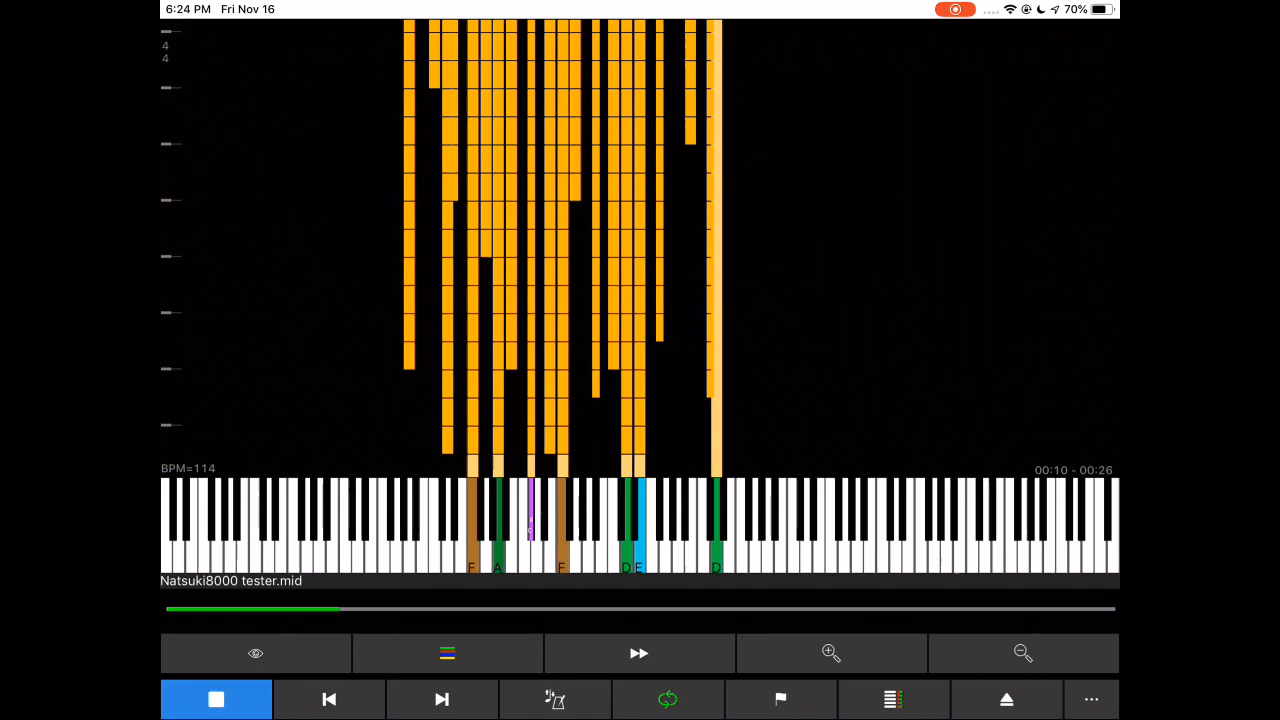 6:24 PM Fri Nov 16
70%
4
4
BPM=114
00:10 - 00:26
F A F D E D
Natsuki8000 tester.mid